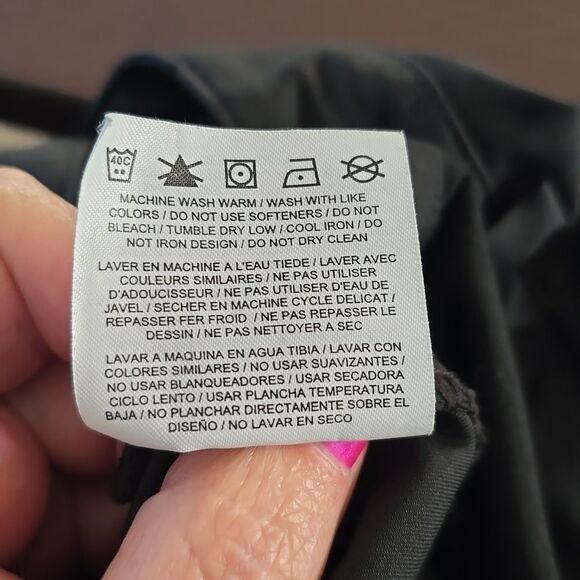 40C
MACHINE WASH WARM / WASH WITH LIKE
COLORS / DO NOT USE SOFTENERS / DO NOT
BLEACH / TUMBLE DRY LOW / COOL IRON / DO
NOT IRON DESIGN / DO NOT DRY CLEAN
LAVER EN MACHINE A L'EAU TIEDE / LAVER AVEC
COULEURS SIMILAIRES / NE PAS UTILISER
D'ADOUCISSEUR / NE PAS UTILISER D'EAU DE
JAVEL / SECHER EN MACHINE CYCLE DELICAT /
REPASSER FER FROID / NE PAS REPASSER LE
DESSIN / NE PAS NETTOYER A SEC
LAVAR A MAQUINA EN AGUA TIBIA / LAVAR CON
COLORES SIMILARES / NO USAR SUAVIZANTES /
NO USAR BLANQUEADORES / USAR SECADORA
CICLO LENTO / USAR PLANCHA TEMPERATURA
BAJA / NO PLANCHAR DIRECTAMENTE SOBRE EL
DISEÑO / NO LAVAR EN SECO